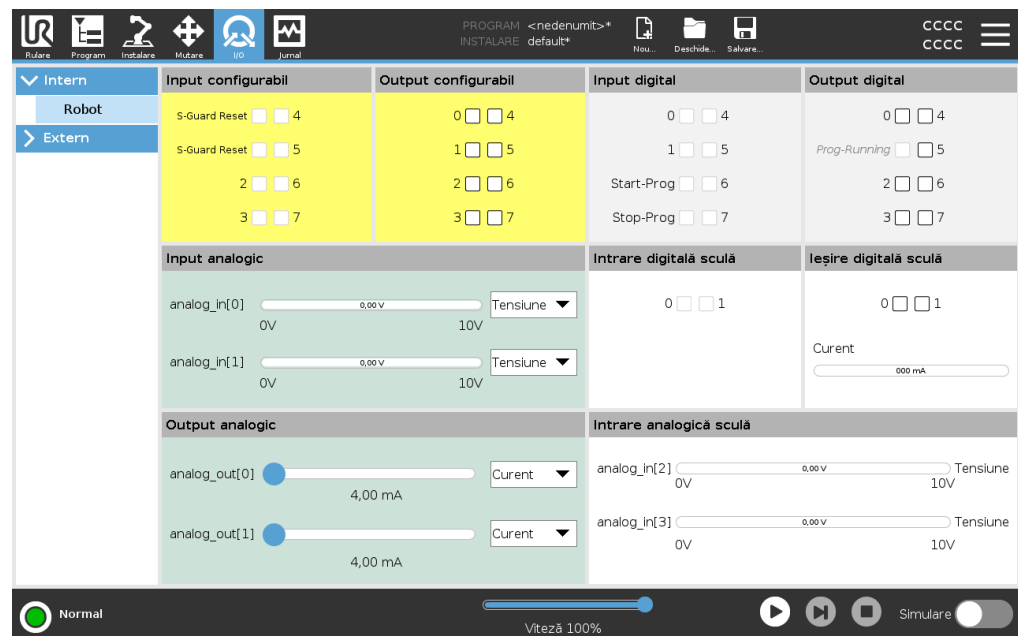 UR
PROGRAM <nedenumit>*
INSTALARE default*
CCCC
CCCC
Rulare Program Instalare Mutare I/O Jurnal Nou... Deschide... Salvare...
Intern
Robot
Extern
Input configurabil
S-Guard Reset 4
S-Guard Reset 5
2 6
3 7
Output configurabil
0 4
1 5
2 6
3 7
Input digital
0 4
1 5
Start-Prog 6
Stop-Prog 7
Output digital
0 4
Prog-Running 5
2 6
3 7
Input analogic
analog_in[0] 0,00 V Tensiune
0V 10V
analog_in[1] 0,00 V Tensiune
0V 10V
Intrare digitală sculă
0 1
Ieșire digitală sculă
0 1
Curent
000 mA
Output analogic
analog_out[0] Curent
4,00 mA
analog_out[1] Curent
4,00 mA
Intrare analogică sculă
analog_in[2] 0,00 V Tensiune
0V 10V
analog_in[3] 0,00 V Tensiune
0V 10V
Normal
Viteză 100%
Simulare